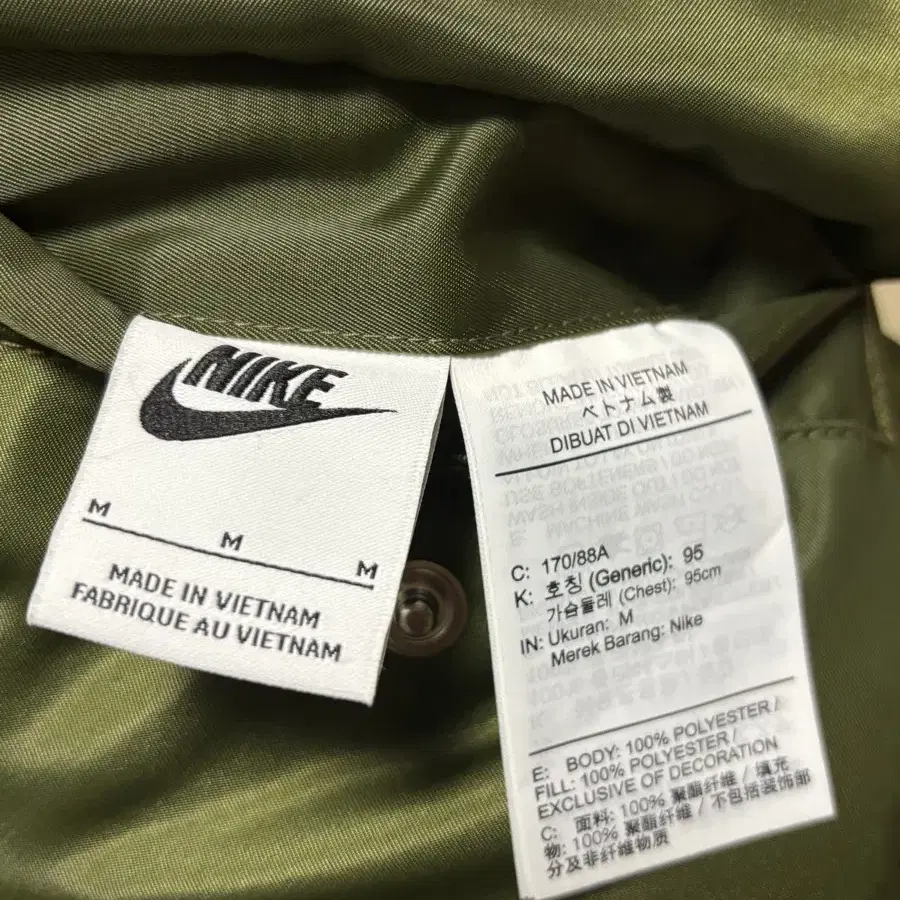 NIKE
M
M
M
MADE IN VIETNAM
FABRIQUE AU VIETNAM
MADE IN VIETNAM
ベトナム製
DIBUAT DI VIETNAM
C: 170/88A
K: 호칭 (Generic): 95
가슴둘레 (Chest): 95cm
IN: Ukuran: M
Merek Barang: Nike
E: BODY: 100% POLYESTER /
FILL: 100% POLYESTER /
EXCLUSIVE OF DECORATION
C: 面料: 100% 聚酯纤维 / 填充
物: 100% 聚酯纤维 / 不包括装饰部
分及非纤维物质